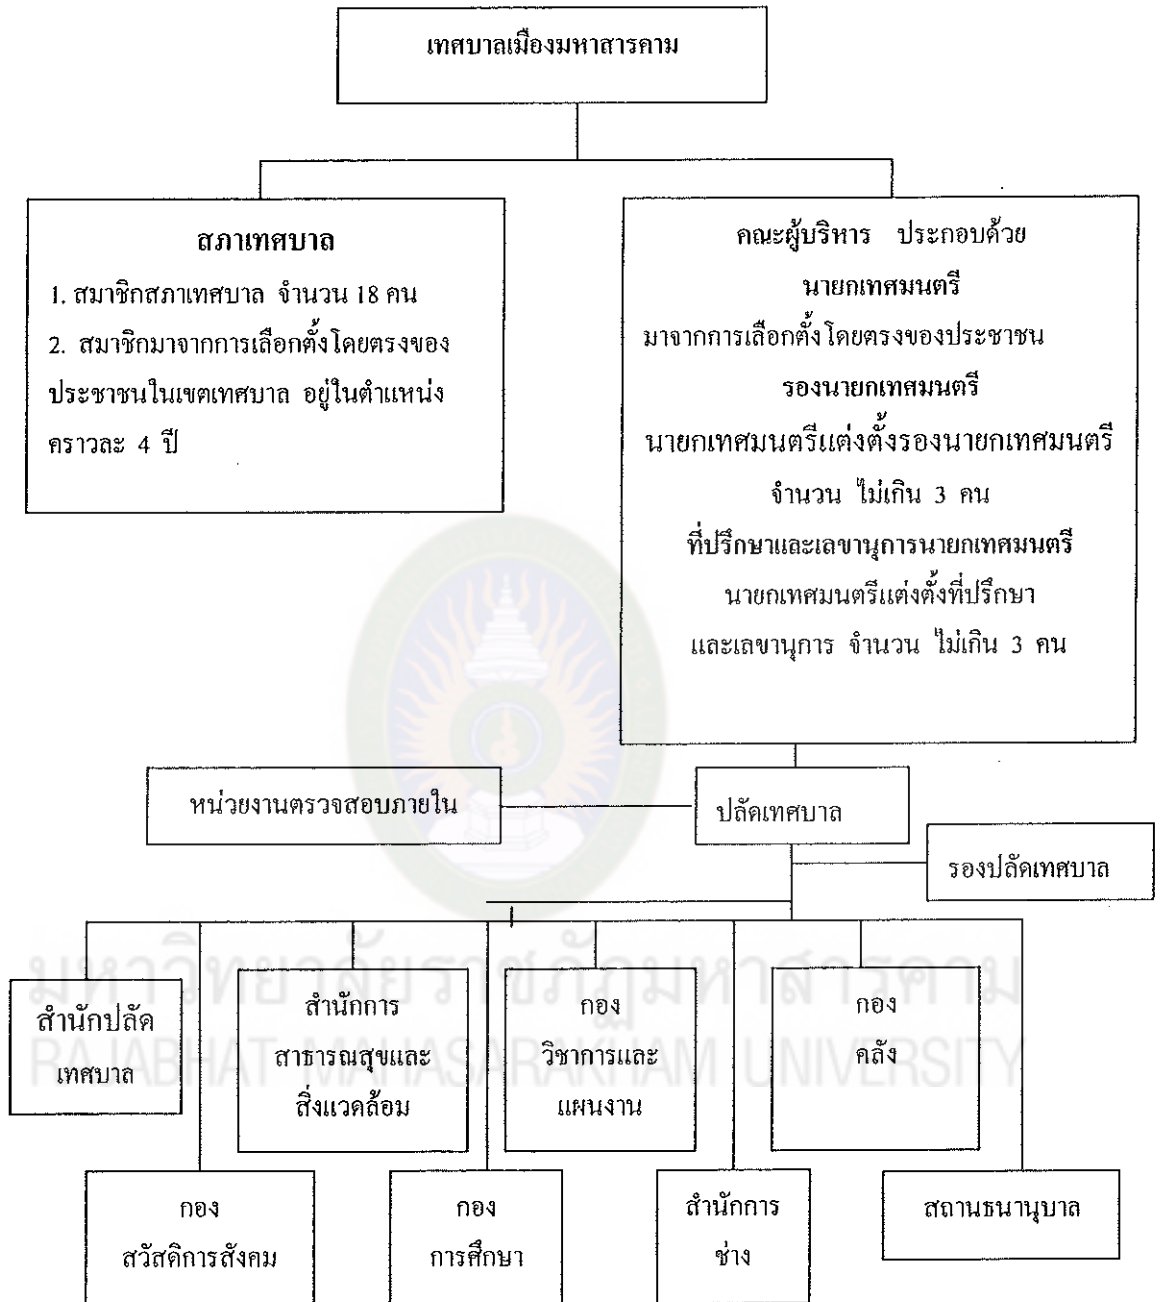 เทศบาลเมืองมหาสารคาม
สภาเทศบาล
1. สมาชิกสภาเทศบาล จำนวน 18 คน
2. สมาชิกมาจากการเลือกตั้งโดยตรงของ
ประชาชนในเขตเทศบาล อยู่ในตำแหน่ง
คราวละ 4 ปี
คณะผู้บริหาร ประกอบด้วย
นายกเทศมนตรี
มาจากการเลือกตั้งโดยตรงของประชาชน
รองนายกเทศมนตรี
นายกเทศมนตรีแต่งตั้งรองนายกเทศมนตรี
จำนวน ไม่เกิน 3 คน
ที่ปรึกษาและเลขานุการนายกเทศมนตรี
นายกเทศมนตรีแต่งตั้งที่ปรึกษา
และเลขานุการ จำนวน ไม่เกิน 3 คน
หน่วยงานตรวจสอบภายใน
ปลัดเทศบาล
รองปลัดเทศบาล
มหาวิทยาลัยราชภัฏมหาสารคาม
RAJABHAT MAHASARAKHAM UNIVERSITY
สำนักปลัด
เทศบาล
สำนักการ
สาธารณสุขและ
สิ่งแวดล้อม
กอง
วิชาการและ
แผนงาน
กอง
คลัง
กอง
สวัสดิการสังคม
กอง
การศึกษา
สำนักการ
ช่าง
สถานธนานุบาล